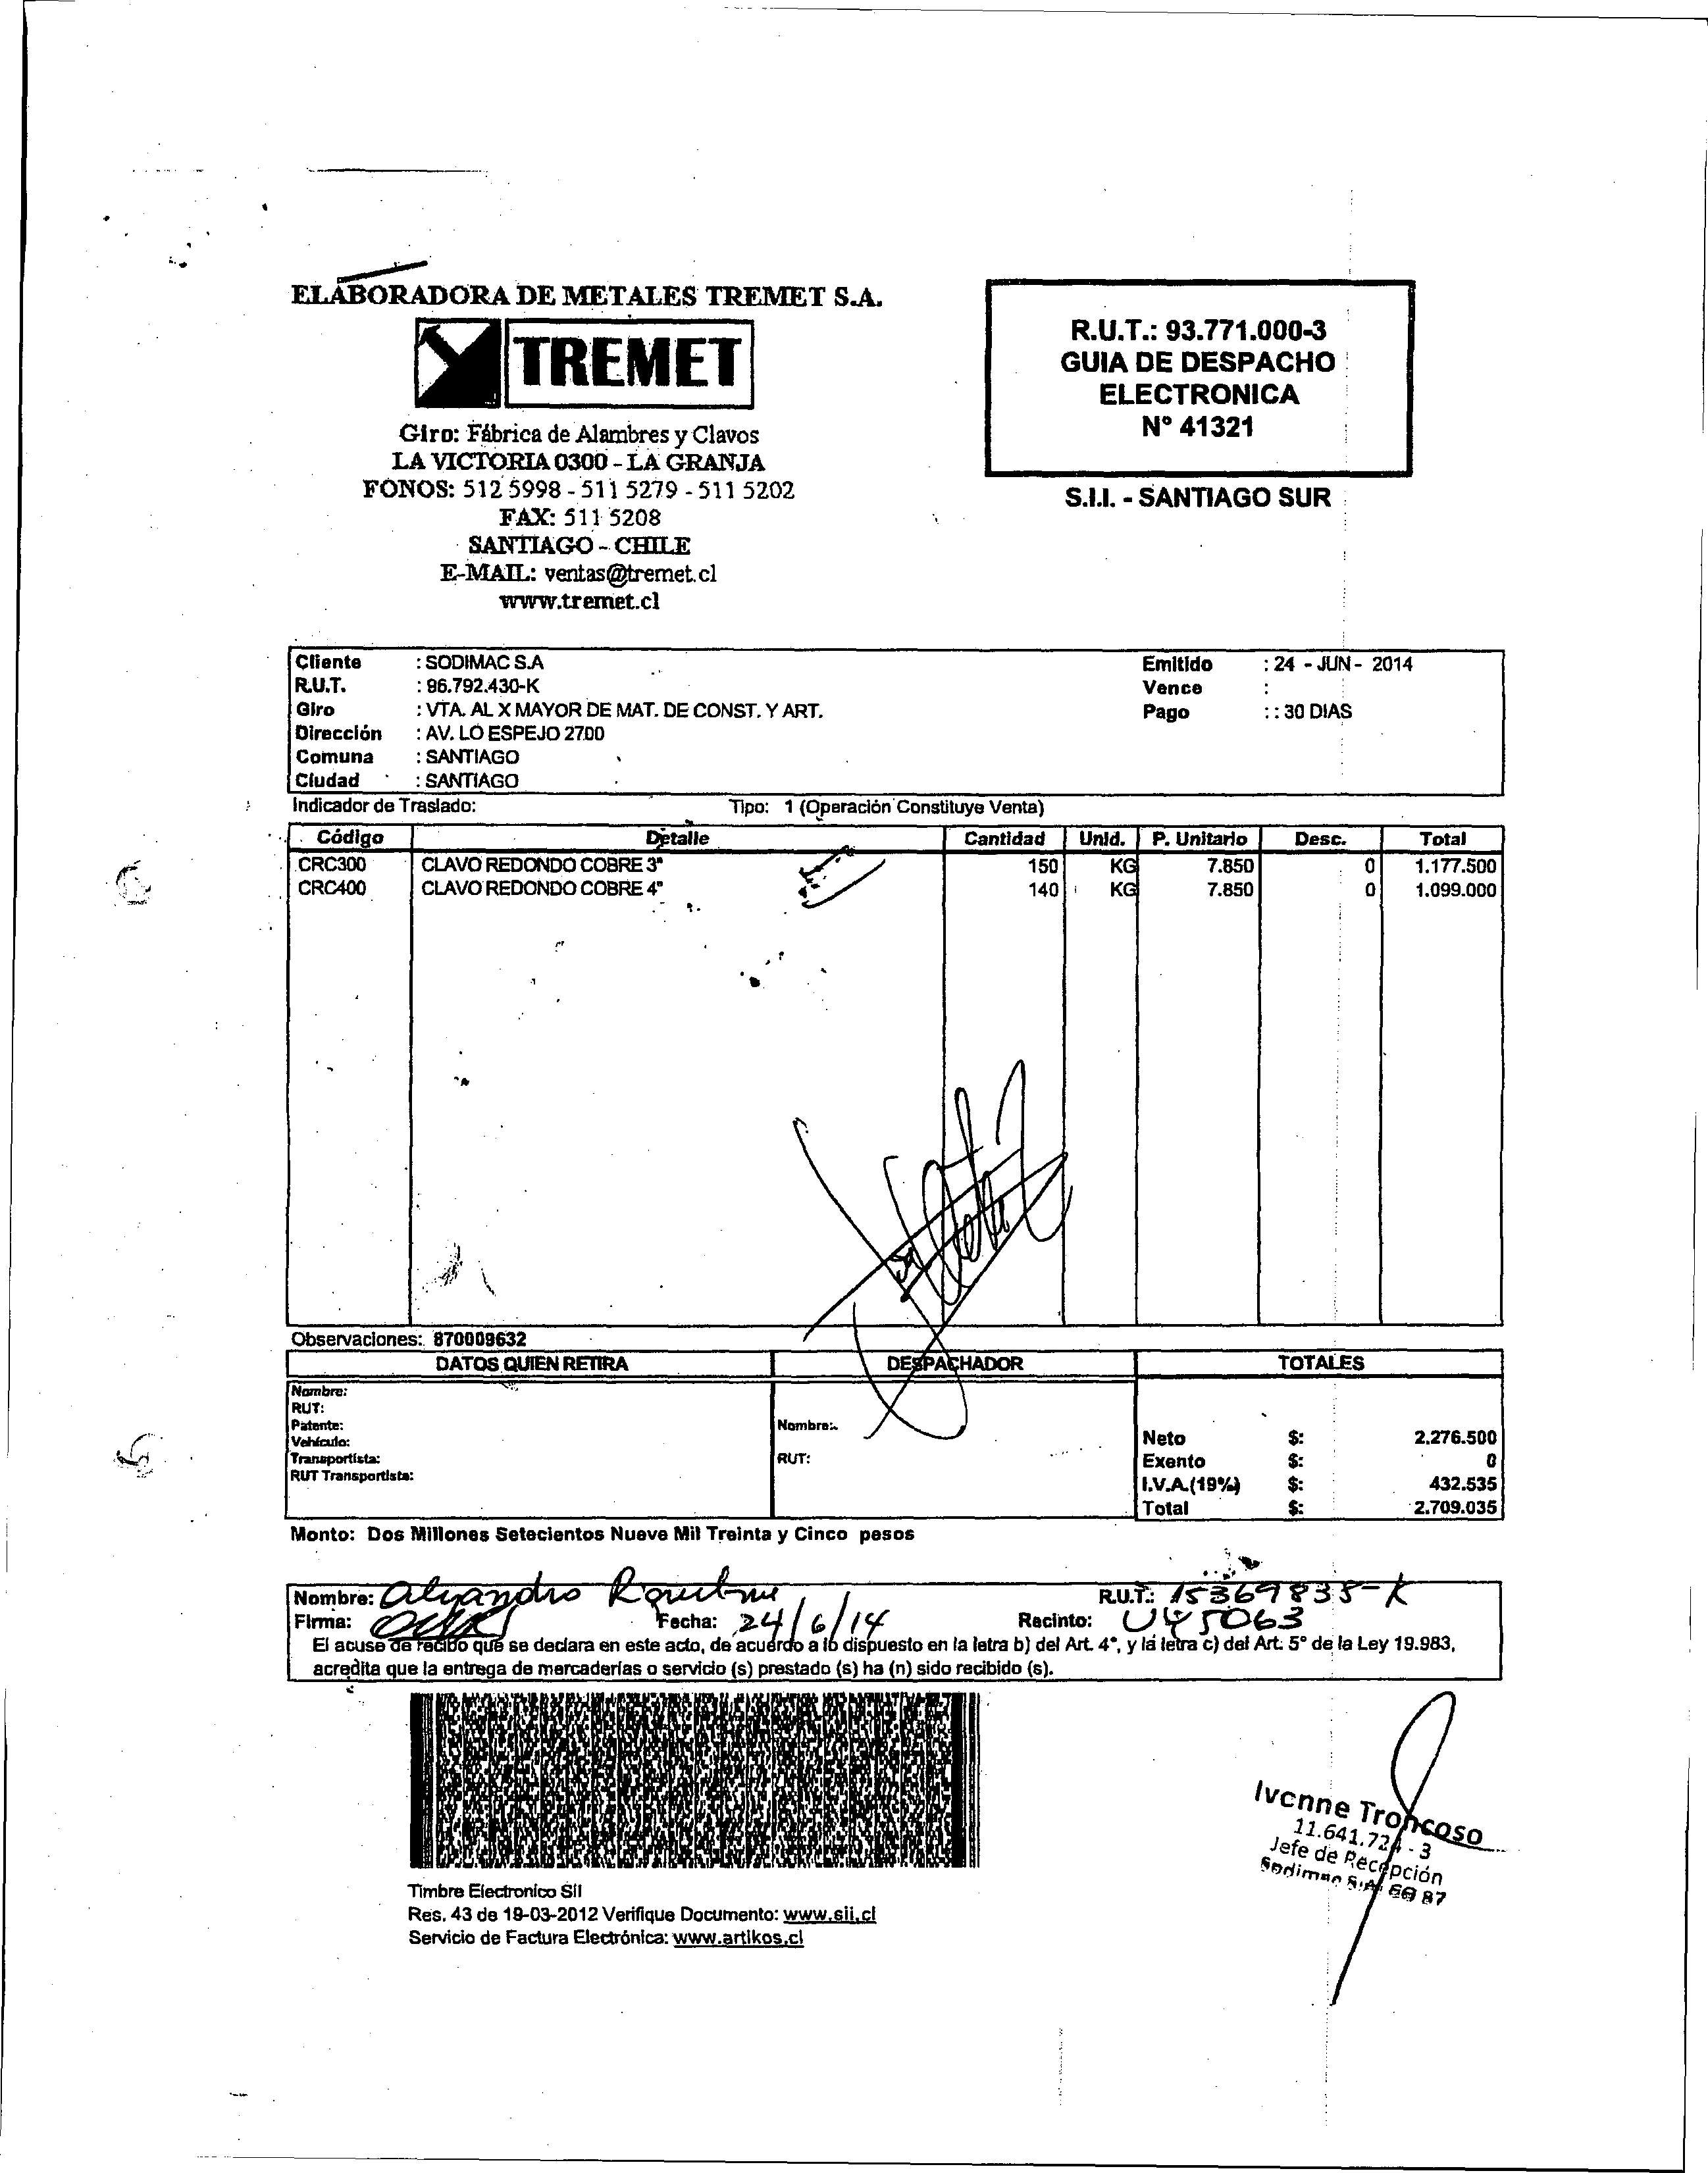 ELABORADORA DE METALES TREMET S.A.
TREMET
Giro: Fábrica de Alambres y Clavos
LA VICTORIA 0300 - LA GRANJA
FONOS: 512 5998 - 511 5279 - 511 5202
FAX: 511 5208
SANTIAGO - CHILE
E-MAIL: ventas@tremet.cl
www.tremet.cl
R.U.T.: 93.771.000-3
GUIA DE DESPACHO
ELECTRONICA
N° 41321
S.I.I. - SANTIAGO SUR
Cliente : SODIMAC S.A Emitido : 24 - JUN - 2014
R.U.T. : 96.792.430-K Vence :
Giro : VTA. AL X MAYOR DE MAT. DE CONST. Y ART. Pago : : 30 DIAS
Dirección : AV. LO ESPEJO 2700
Comuna : SANTIAGO
Ciudad : SANTIAGO
Indicador de Traslado: Tipo: 1 (Operación Constituye Venta)
Código Detalle Cantidad Unid. P. Unitario Desc. Total
CRC300 CLAVO REDONDO COBRE 3" 150 KG 7.850 0 1.177.500
CRC400 CLAVO REDONDO COBRE 4" 140 KG 7.850 0 1.099.000
Observaciones: 870009632
DATOS QUIEN RETIRA DESPACHADOR TOTALES
Nombre:
RUT:
Patente: Nombre:
Vehículo: Neto $: 2.276.500
Transportista: RUT: Exento $: 0
RUT Transportista: I.V.A.(19%) $: 432.535
Total $: 2.709.035
Monto: Dos Millones Setecientos Nueve Mil Treinta y Cinco pesos
Nombre: R.U.T.: 15369838-K
Firma: Fecha: 24/6/14 Recinto:
El acuso de recibo que se declara en este acto, de acuerdo a lo dispuesto en la letra b) del Art. 4°, y la letra c) del Art. 5° de la Ley 19.983,
acredita que la entrega de mercaderías o servicio (s) prestado (s) ha (n) sido recibido (s).
Timbre Electronico SII
Res. 43 de 19-03-2012 Verifique Documento: www.sii.cl
Servicio de Factura Electrónica: www.artikos.cl
Ivonne Troncoso
11.641.724 - 3
Jefe de Recepción
Sodimac S.A.